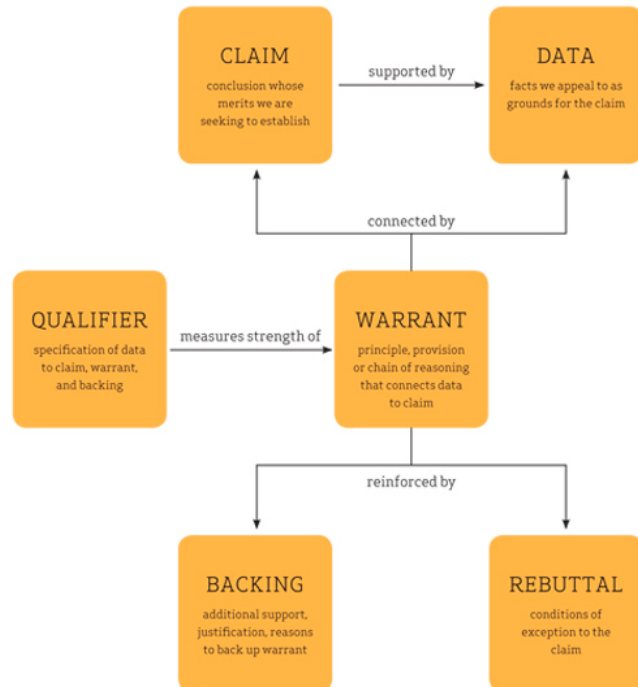 CLAIM
conclusion whose
merits we are
seeking to establish
supported by
DATA
facts we appeal to as
grounds for the claim
connected by
QUALIFIER
specification of data
to claim, warrant,
and backing
measures strength of
WARRANT
principle, provision
or chain of reasoning
that connects data
to claim
reinforced by
BACKING
additional support,
justification, reasons
to back up warrant
REBUTTAL
conditions of
exception to the
claim